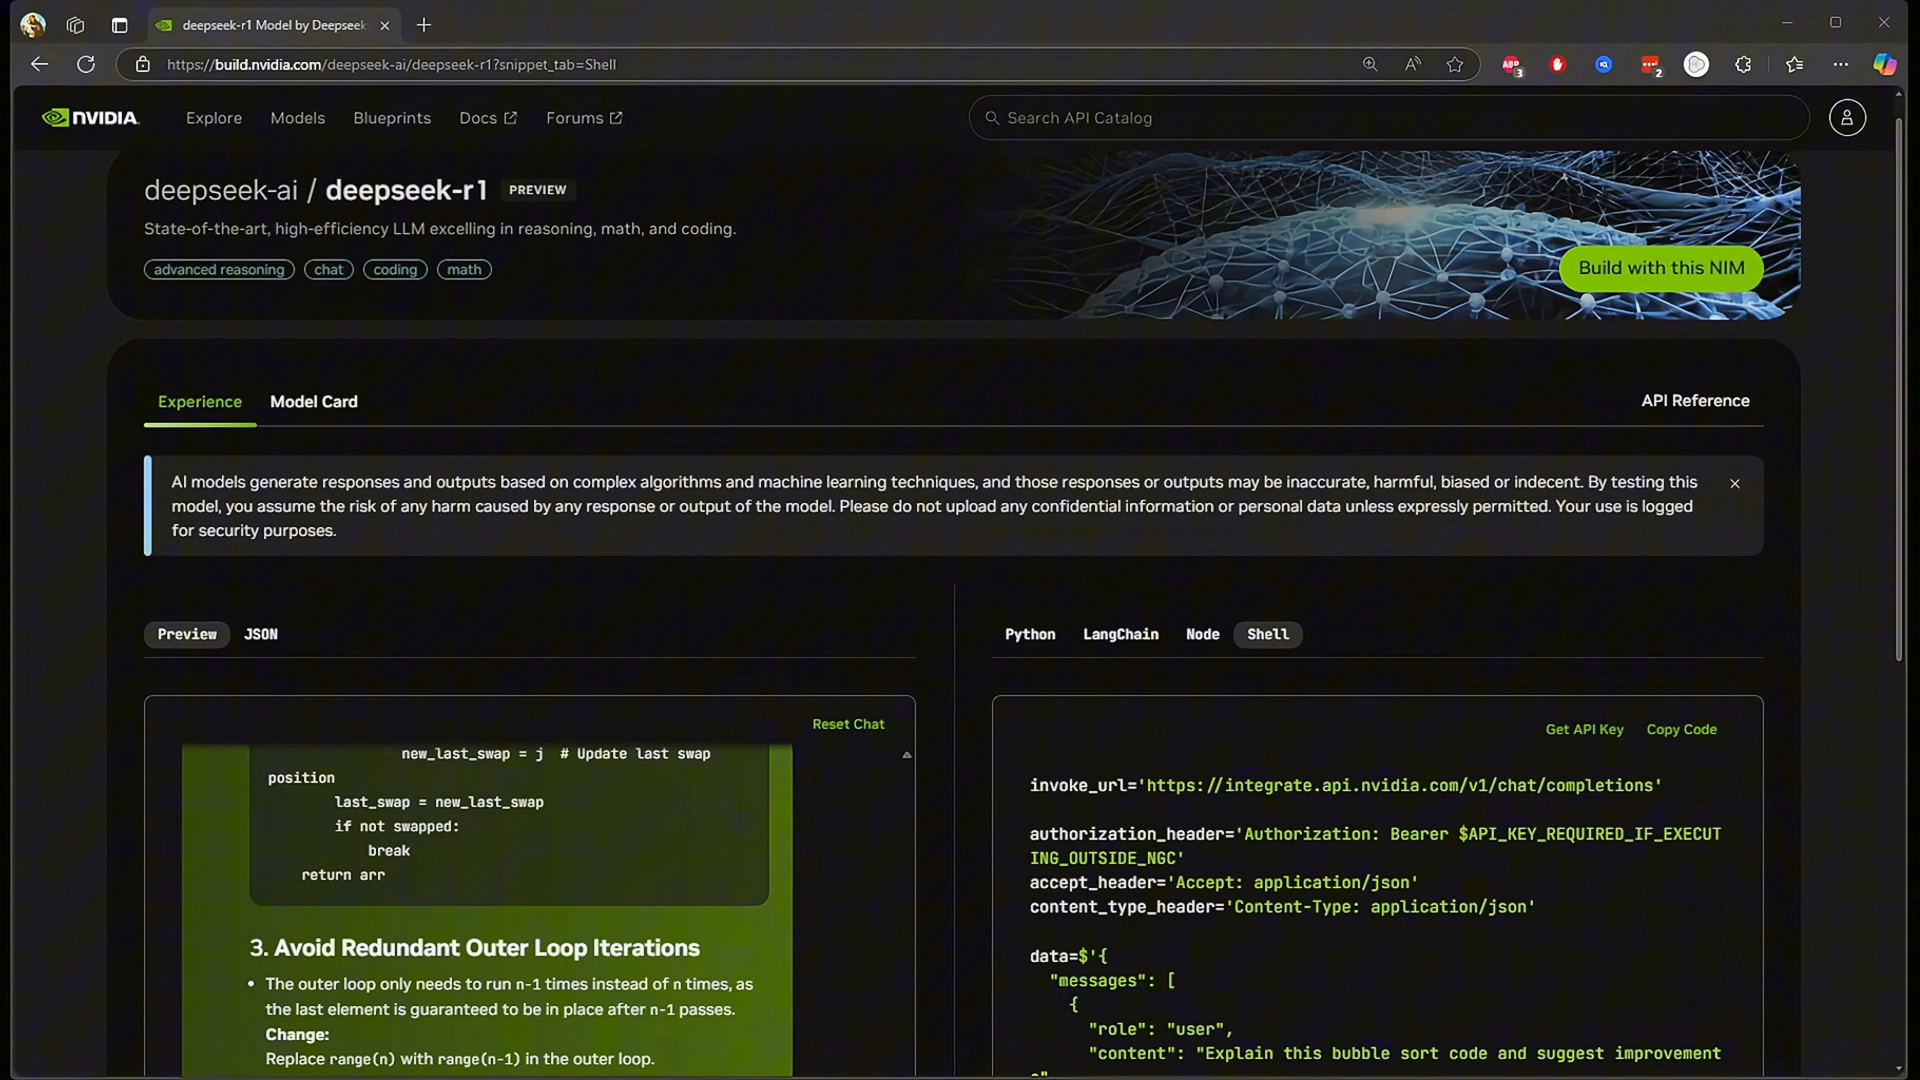 deepseek-r1 Model by Deepseek-
https://build.nvidia.com/deepseek-ai/deepseek-r1?snippet_tab=Shell
ABP 3
2
NVIDIA.
Explore Models Blueprints Docs Forums
Search API Catalog
deepseek-ai / deepseek-r1 PREVIEW
State-of-the-art, high-efficiency LLM excelling in reasoning, math, and coding.
advanced reasoning chat coding math
Build with this NIM
Experience Model Card
API Reference
AI models generate responses and outputs based on complex algorithms and machine learning techniques, and those responses or outputs may be inaccurate, harmful, biased or indecent. By testing this
model, you assume the risk of any harm caused by any response or output of the model. Please do not upload any confidential information or personal data unless expressly permitted. Your use is logged
for security purposes.
Preview JSON
Reset Chat
new_last_swap = j # Update last swap
position
last_swap = new_last_swap
if not swapped:
break
return arr
3. Avoid Redundant Outer Loop Iterations
• The outer loop only needs to run n-1 times instead of n times, as
the last element is guaranteed to be in place after n-1 passes.
Change:
Replace range(n) with range(n-1) in the outer loop.
Python LangChain Node Shell
Get API Key Copy Code
invoke_url='https://integrate.api.nvidia.com/v1/chat/completions'
authorization_header='Authorization: Bearer $API_KEY_REQUIRED_IF_EXECUT
ING_OUTSIDE_NGC'
accept_header='Accept: application/json'
content_type_header='Content-Type: application/json'
data=$'{
"messages": [
{
"role": "user",
"content": "Explain this bubble sort code and suggest improvement